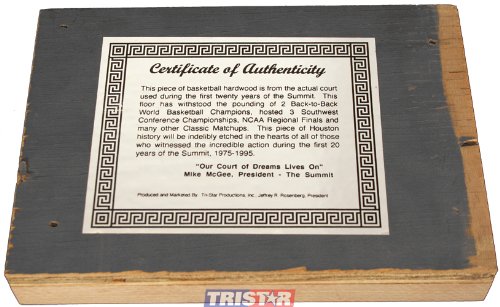 Certificate of Authenticity
This piece of basketball hardwood is from the actual court
used during the first twenty years of the Summit. This
floor has withstood the pounding of 2 Back-to-Back
World Basketball Champions, hosted 3 Southwest
Conference Championships, NCAA Regional Finals and
many other Classic Matchups. This piece of Houston
history will be indelibly etched in the hearts of all of those
who witnessed the incredible action during the first 20
years of the Summit, 1975-1995.
"Our Court of Dreams Lives On"
Mike McGee, President - The Summit
Produced and Marketed By: Tri-Star Productions, Inc. Jeffrey R. Rosenberg, President
TRISTAR